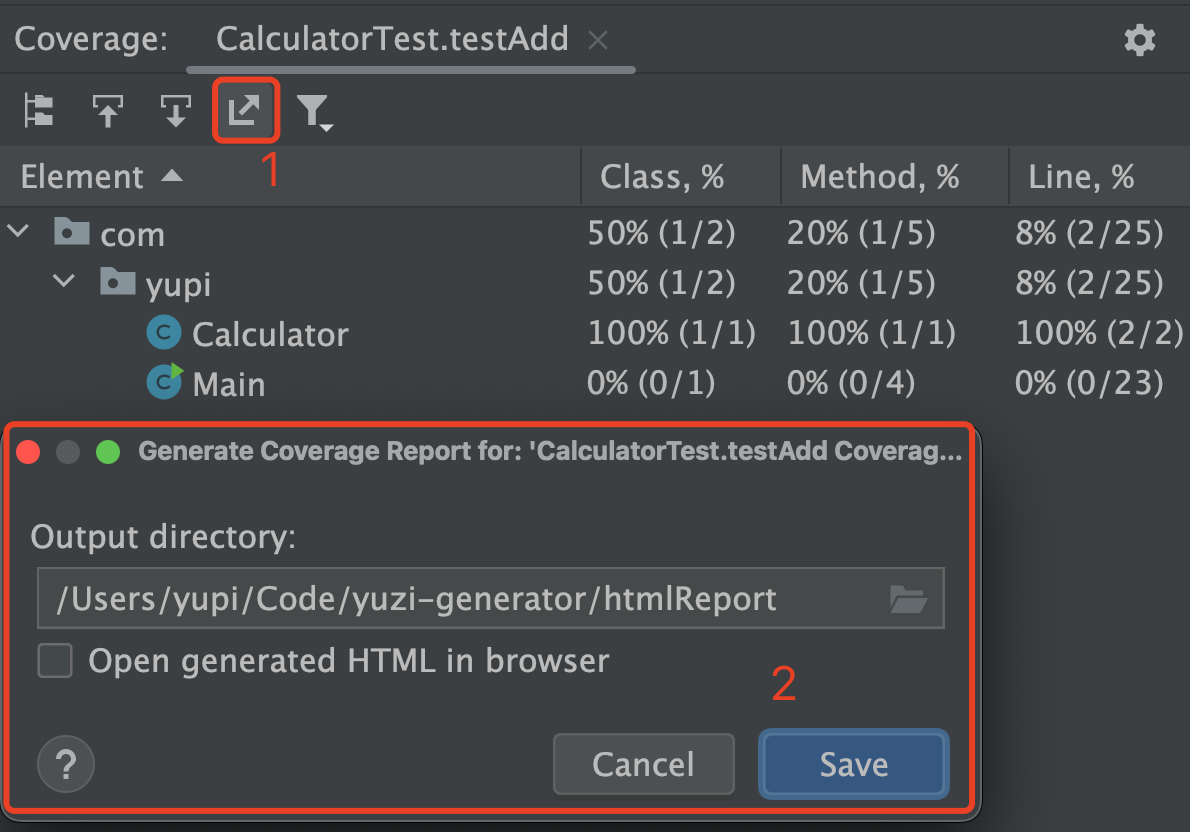 Coverage: CalculatorTest.testAdd
1
Element Class, % Method, % Line, %
com 50% (1/2) 20% (1/5) 8% (2/25)
yupi 50% (1/2) 20% (1/5) 8% (2/25)
C Calculator 100% (1/1) 100% (1/1) 100% (2/2)
C Main 0% (0/1) 0% (0/4) 0% (0/23)
Generate Coverage Report for: 'CalculatorTest.testAdd Coverag...
Output directory:
/Users/yupi/Code/yuzi-generator/htmlReport
Open generated HTML in browser
2
? Cancel Save